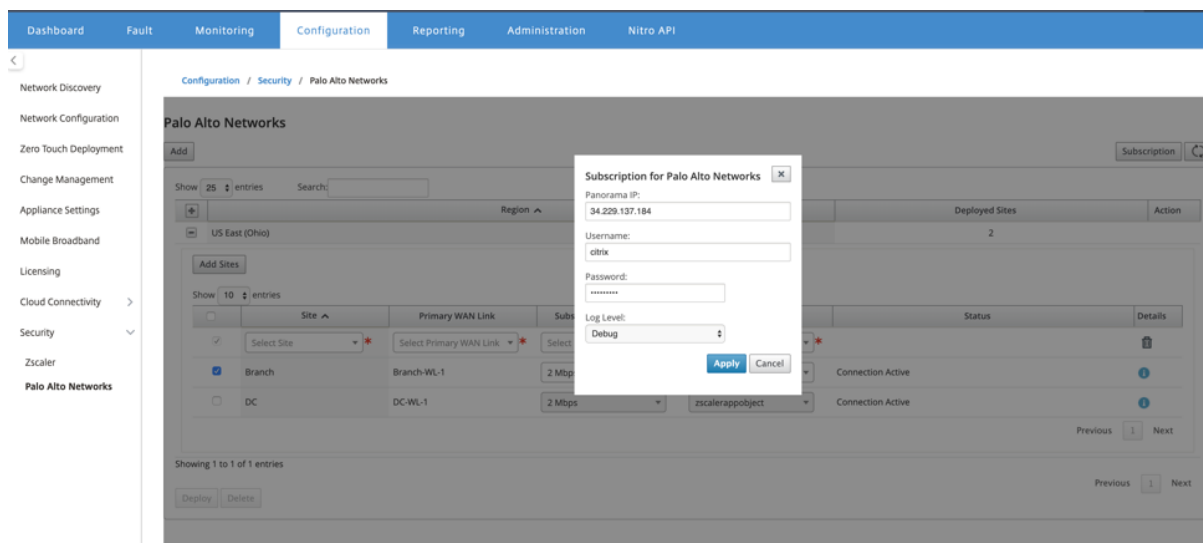 Dashboard Fault Monitoring Configuration Reporting Administration Nitro API
Network Discovery
Network Configuration
Zero Touch Deployment
Change Management
Appliance Settings
Mobile Broadband
Licensing
Cloud Connectivity
Security
Zscaler
Palo Alto Networks
Configuration / Security / Palo Alto Networks
Palo Alto Networks
Add
Subscription
Show 25 entries Search:
Region Deployed Sites Action
US East (Ohio) 2
Add Sites
Show 10 entries
Site Primary WAN Link Subs Status Details
Select Site * Select Primary WAN Link * Select *
Branch Branch-WL-1 2 Mbp Connection Active
DC DC-WL-1 2 Mbps zscalerappobject Connection Active
Previous 1 Next
Showing 1 to 1 of 1 entries
Previous 1 Next
Deploy Delete
Subscription for Palo Alto Networks
Panorama IP:
34.229.137.184
Username:
citrix
Password:
•••••••••
Log Level:
Debug
Apply Cancel